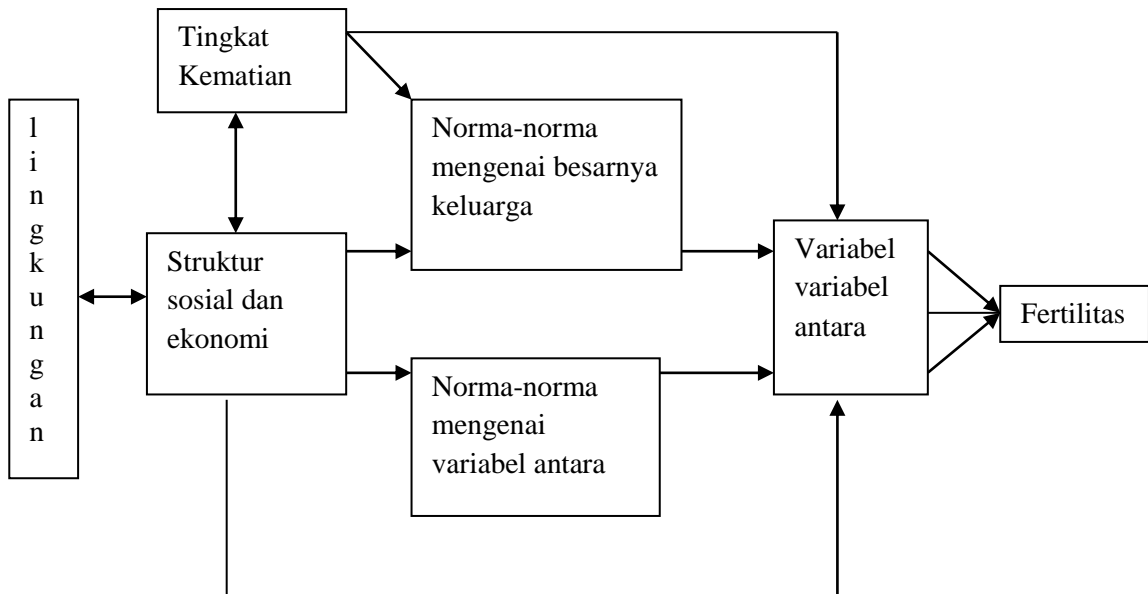 Tingkat
Kematian
lingkungan
Norma-norma
mengenai besarnya
keluarga
Struktur
sosial dan
ekonomi
Variabel
variabel
antara
Fertilitas
Norma-norma
mengenai
variabel antara